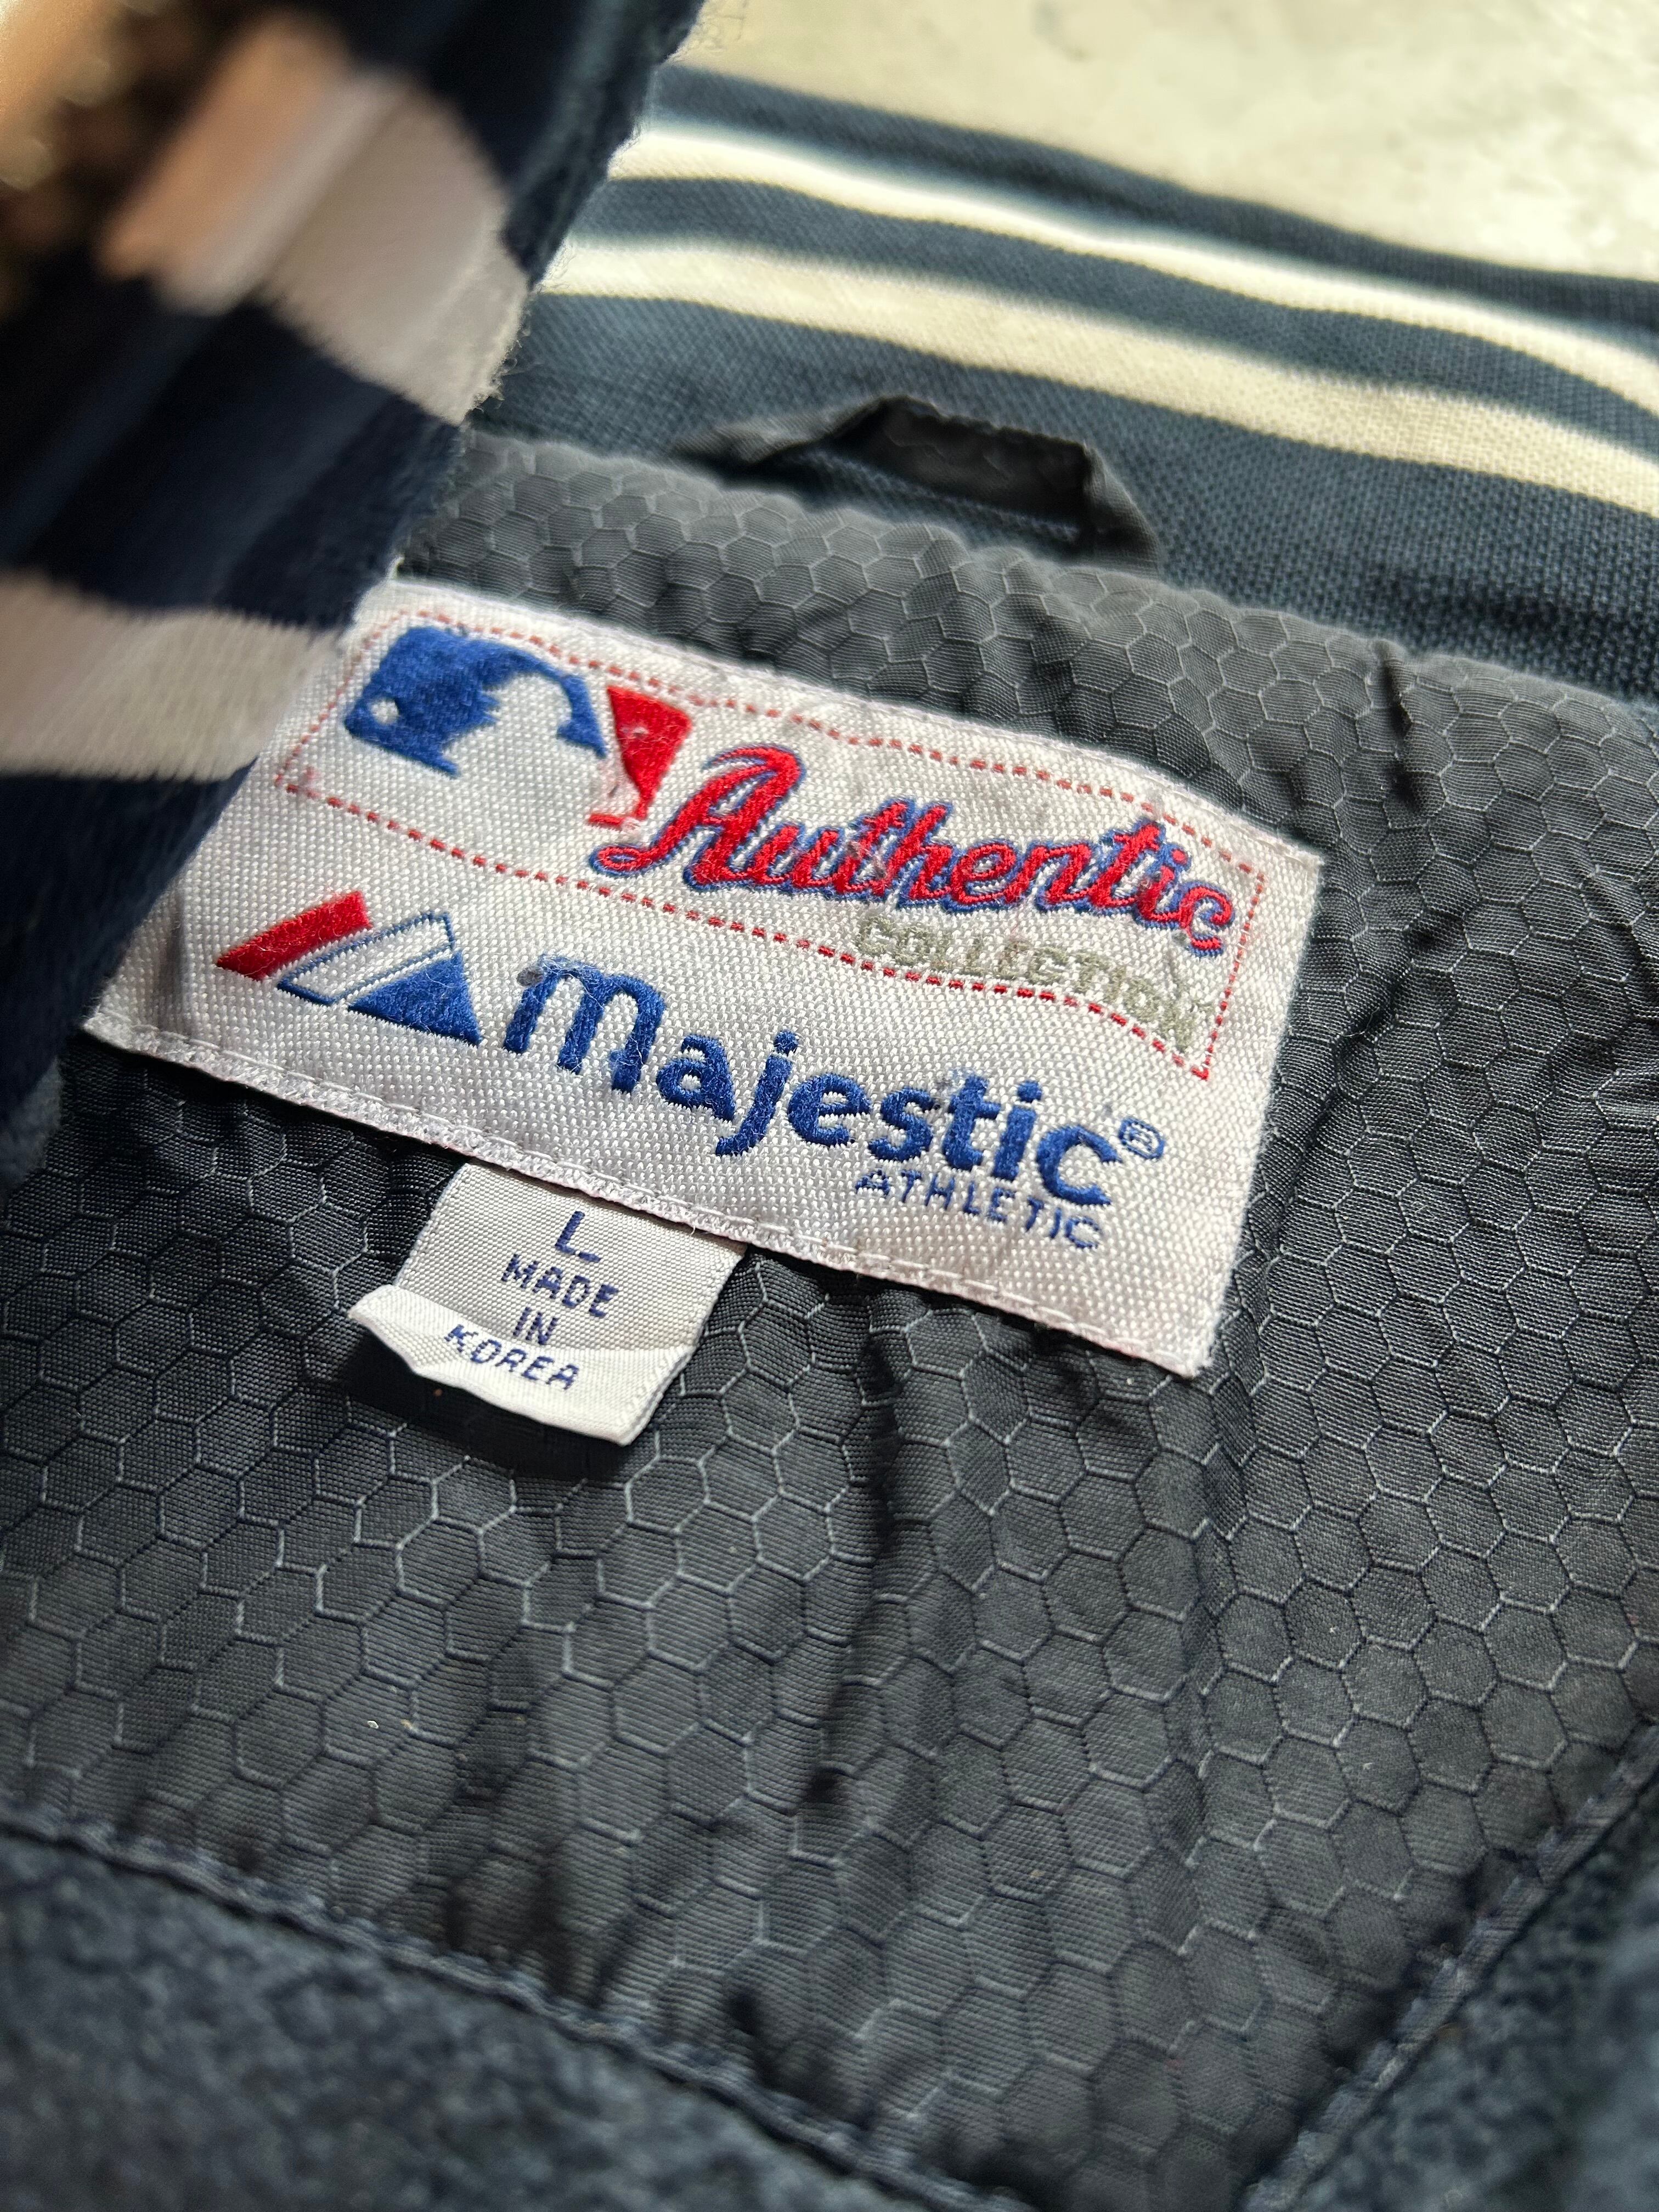 Authentic
COLLECTION
Majestic®
ATHLETIC
L
MADE
IN
KOREA